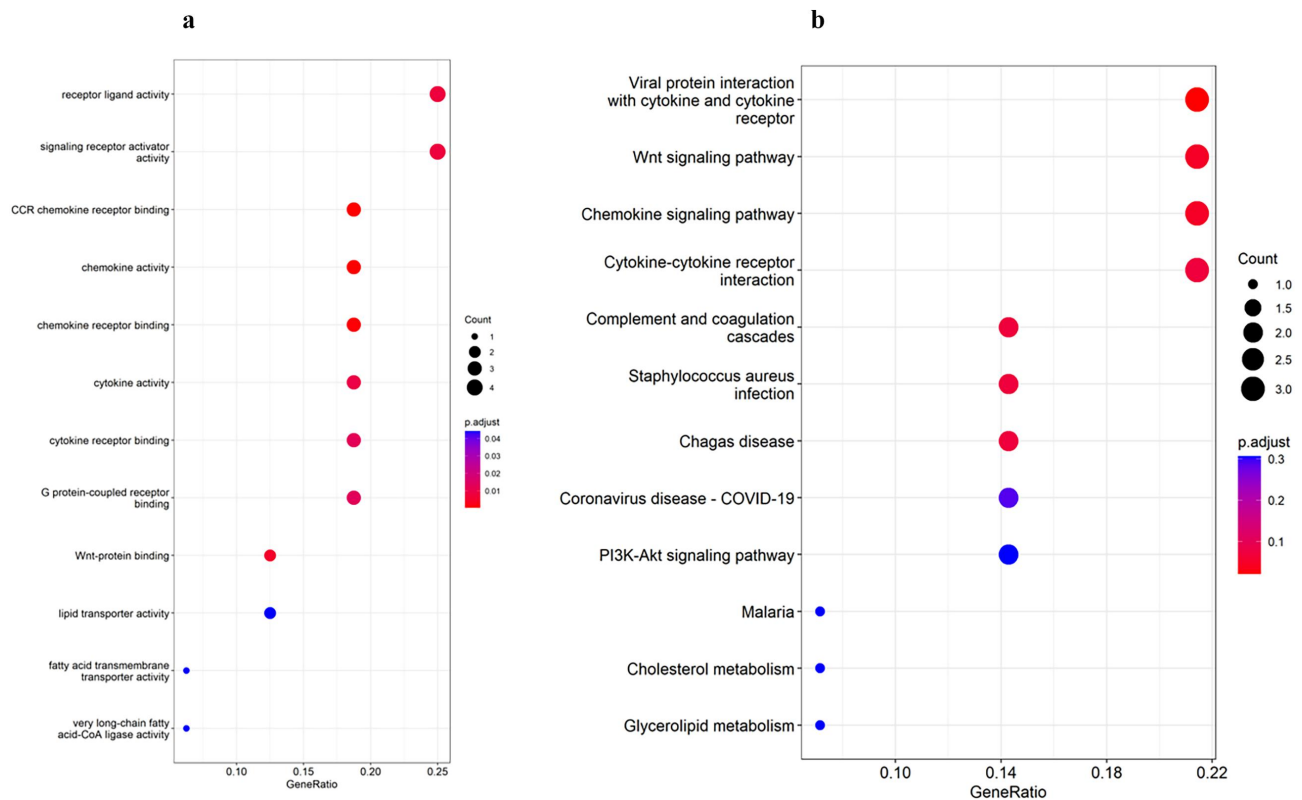 a
receptor ligand activity
signaling receptor activator
activity
CCR chemokine receptor binding
chemokine activity
chemokine receptor binding
cytokine activity
cytokine receptor binding
G protein-coupled receptor
binding
Wnt-protein binding
lipid transporter activity
fatty acid transmembrane
transporter activity
very long-chain fatty
acid-CoA ligase activity
0.10 0.15 0.20 0.25
GeneRatio
Count
1
2
3
4
p.adjust
0.04
0.03
0.02
0.01
b
Viral protein interaction
with cytokine and cytokine
receptor
Wnt signaling pathway
Chemokine signaling pathway
Cytokine-cytokine receptor
interaction
Complement and coagulation
cascades
Staphylococcus aureus
infection
Chagas disease
Coronavirus disease - COVID-19
PI3K-Akt signaling pathway
Malaria
Cholesterol metabolism
Glycerolipid metabolism
0.10 0.14 0.18 0.22
GeneRatio
Count
1.0
1.5
2.0
2.5
3.0
p.adjust
0.3
0.2
0.1